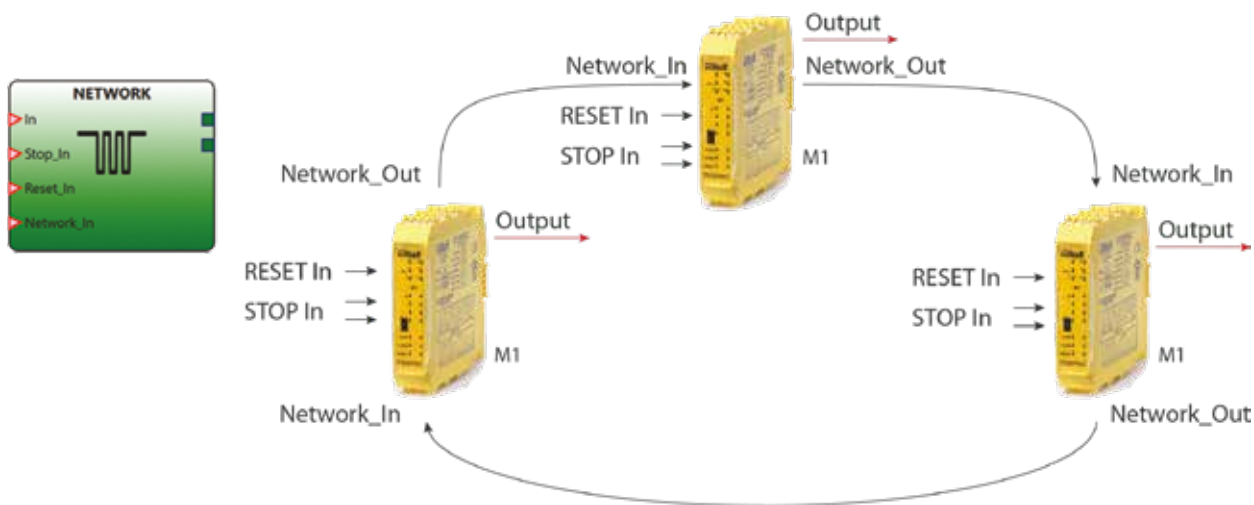 NETWORK
In
Stop_In
Reset_In
Network_In
Output
Network_In
Network_Out
RESET In
STOP In
M1
Network_Out
Output
RESET In
STOP In
M1
Network_In
Network_In
Output
RESET In
STOP In
M1
Network_Out